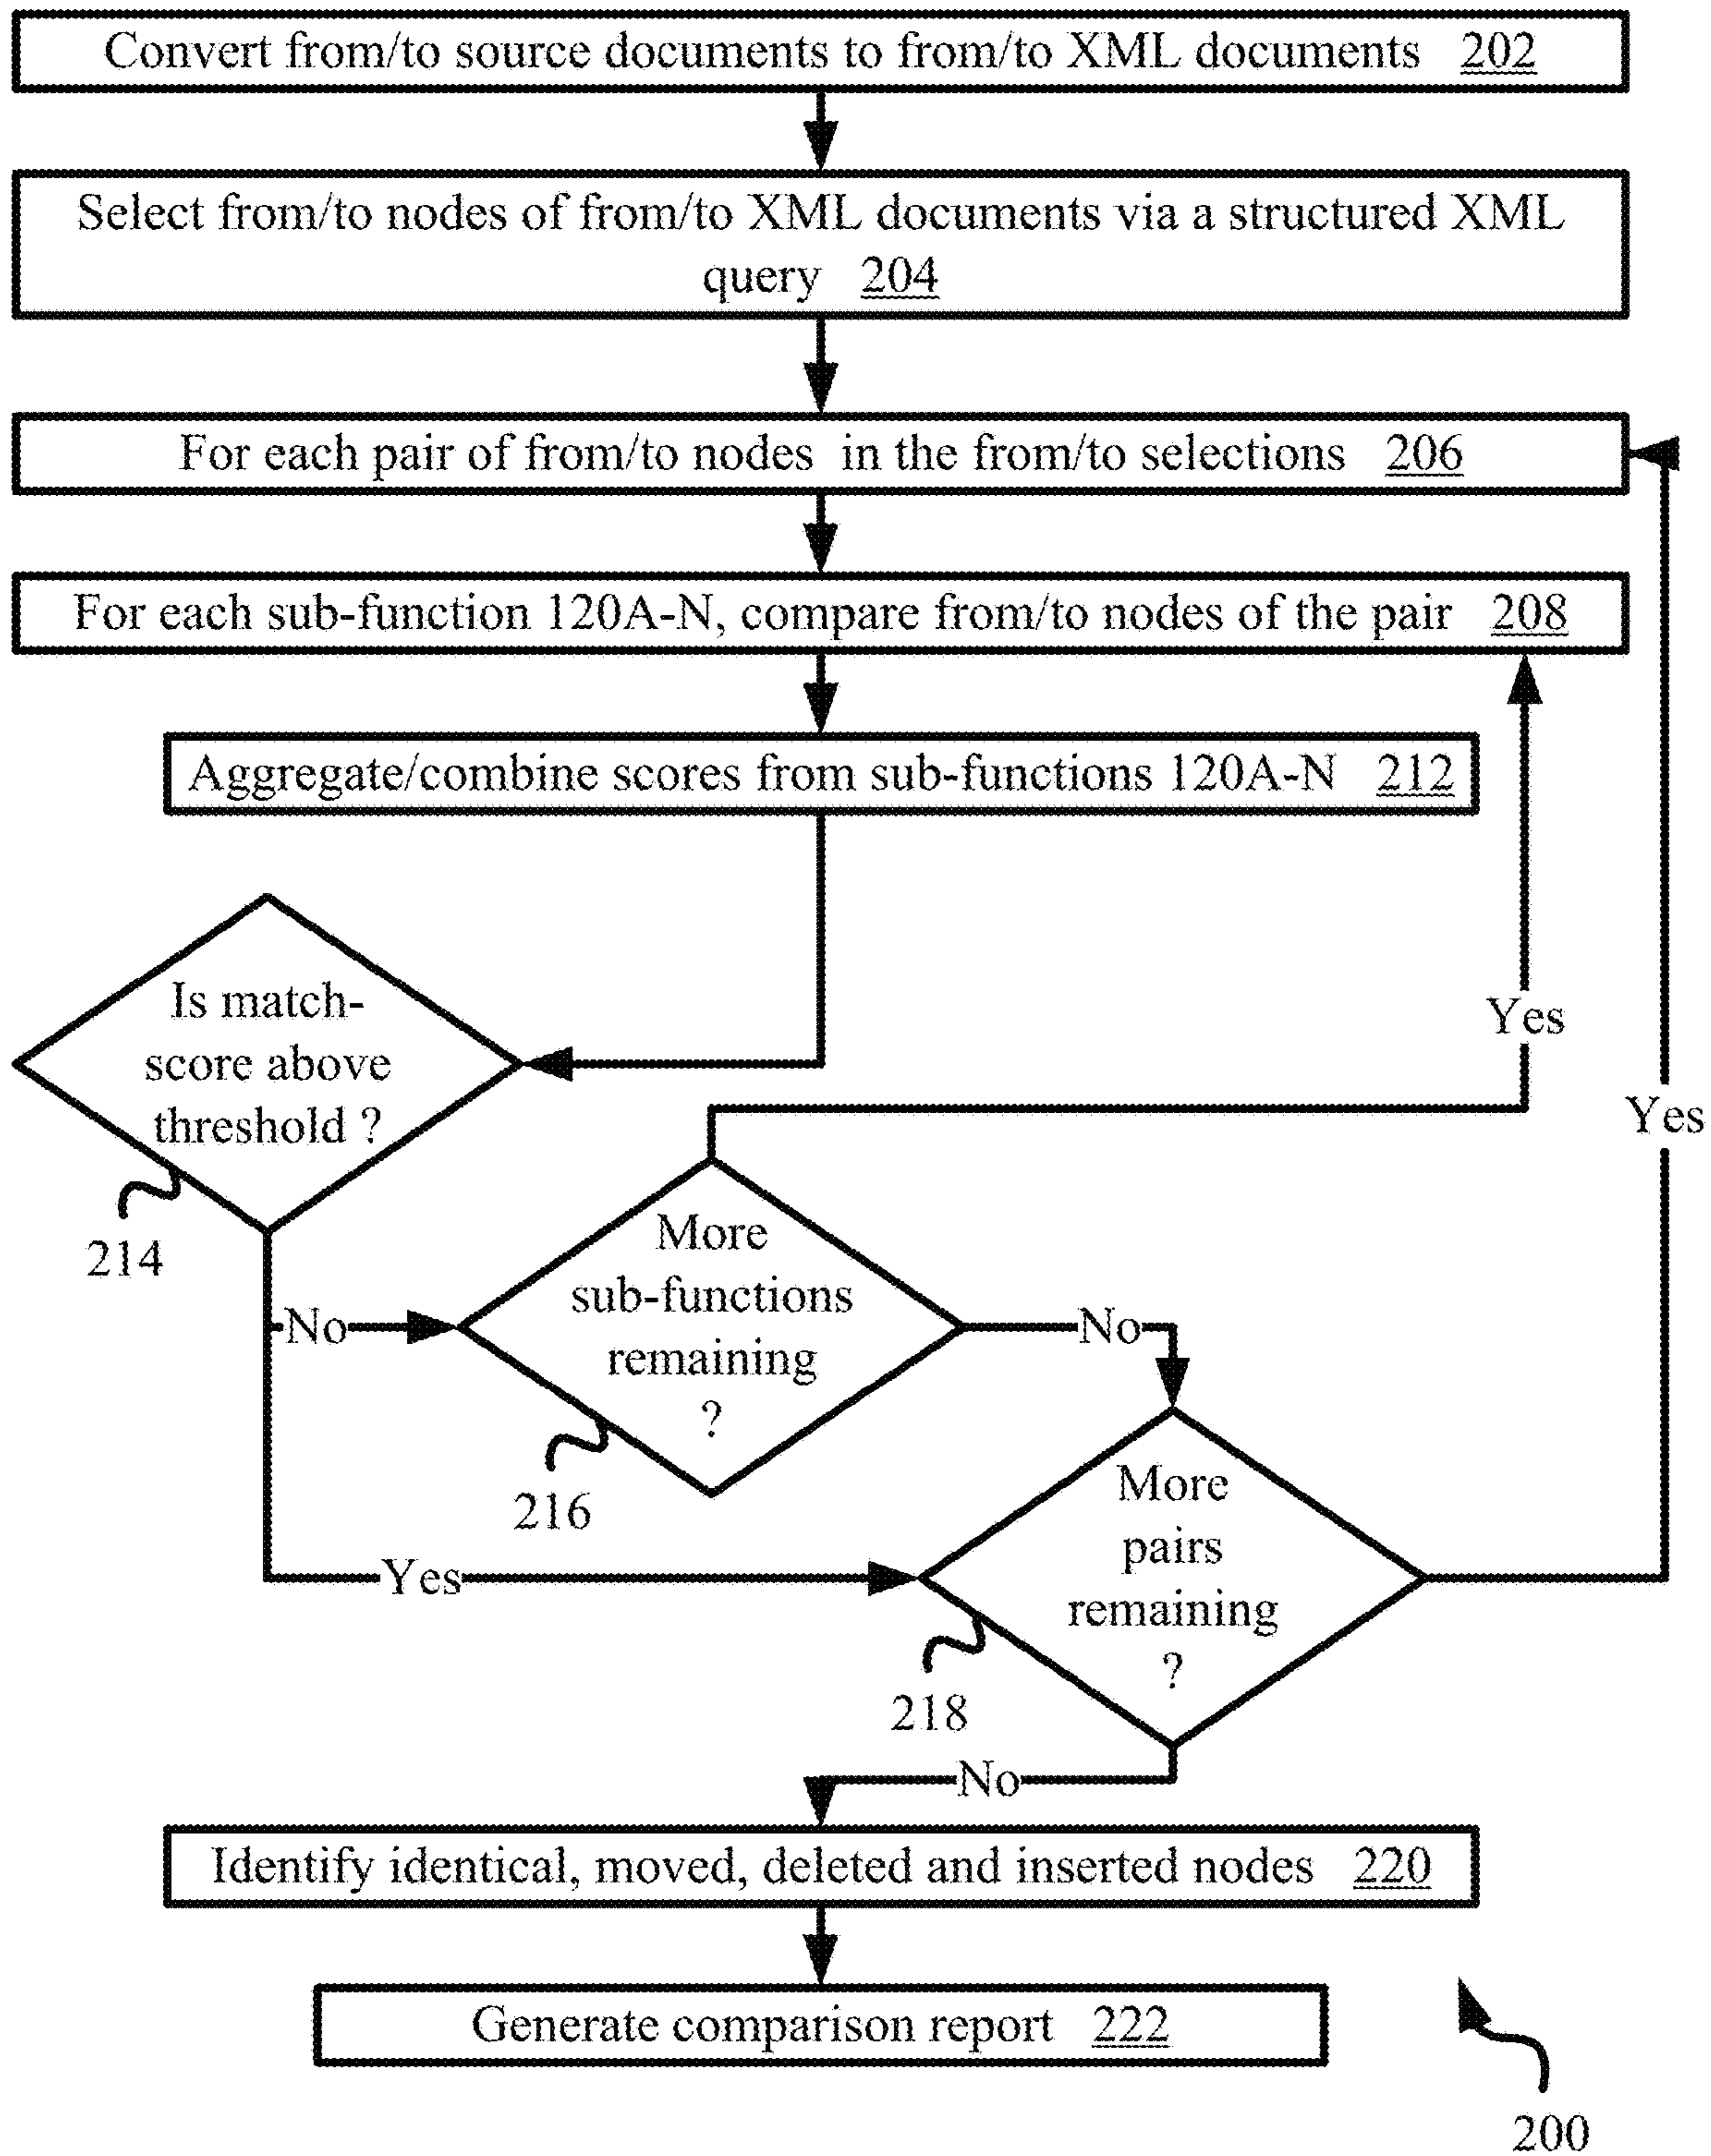 Convert from/to source documents to from/to XML documents 202
Select from/to nodes of from/to XML documents via a structured XML
query 204
For each pair of from/to nodes in the from/to selections 206
For each sub-function 120A-N, compare from/to nodes of the pair 208
Aggregate/combine scores from sub-functions 120A-N 212
Is match-
score above
threshold ?
214
Yes
Yes
More
sub-functions
remaining
?
216
No
No
More
pairs
remaining
?
218
Yes
No
Identify identical, moved, deleted and inserted nodes 220
Generate comparison report 222
200